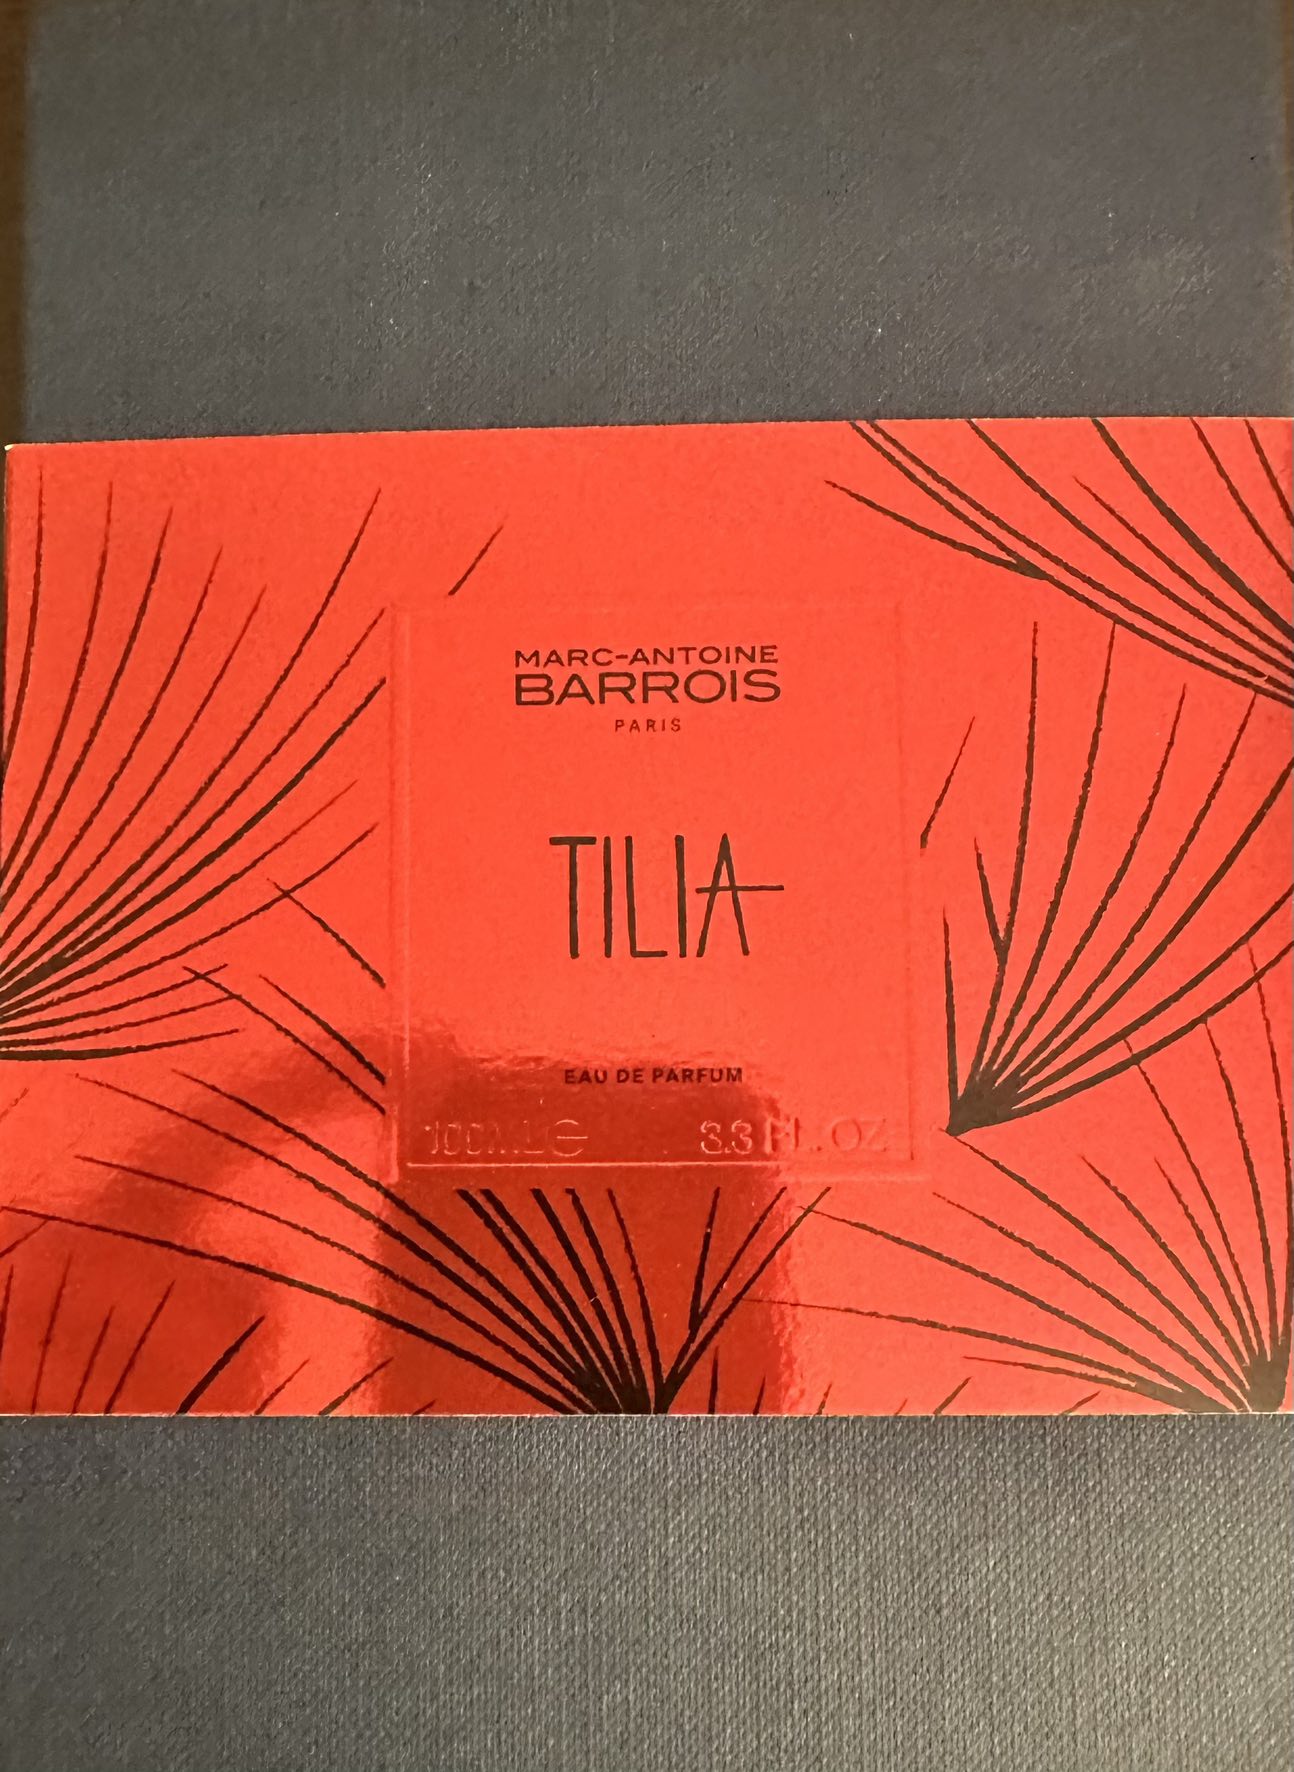 MARC-ANTOINE
BARROIS
PARIS
TILIA
EAU DE PARFUM
100ML ℮ 3.3 FL. OZ